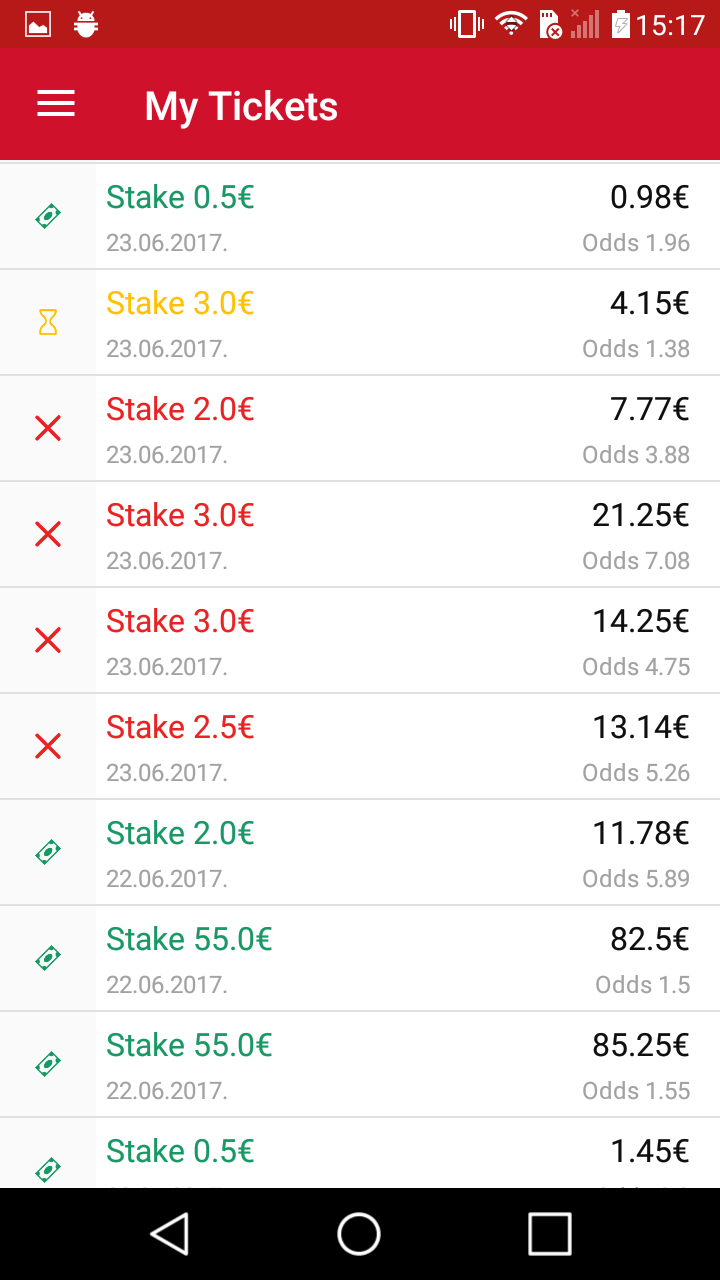 15:17
My Tickets
Stake 0.5€ 0.98€
23.06.2017. Odds 1.96
Stake 3.0€ 4.15€
23.06.2017. Odds 1.38
Stake 2.0€ 7.77€
23.06.2017. Odds 3.88
Stake 3.0€ 21.25€
23.06.2017. Odds 7.08
Stake 3.0€ 14.25€
23.06.2017. Odds 4.75
Stake 2.5€ 13.14€
23.06.2017. Odds 5.26
Stake 2.0€ 11.78€
22.06.2017. Odds 5.89
Stake 55.0€ 82.5€
22.06.2017. Odds 1.5
Stake 55.0€ 85.25€
22.06.2017. Odds 1.55
Stake 0.5€ 1.45€